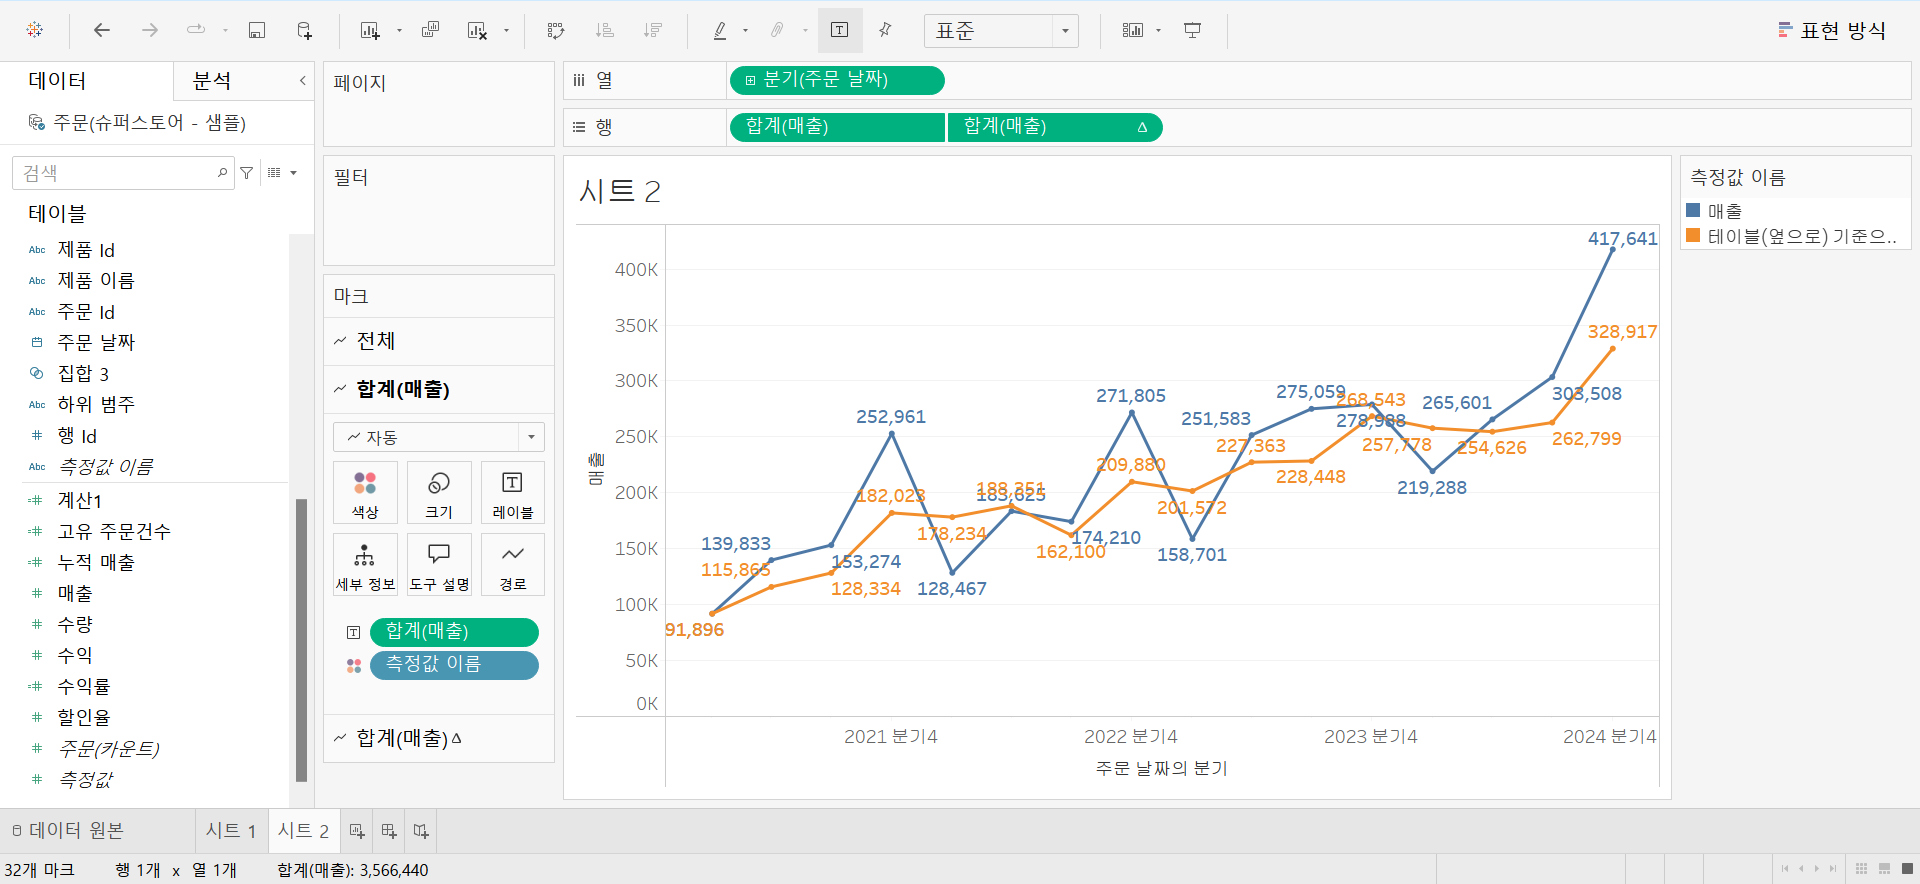 표준
표현 방식
데이터
분석
주문(슈퍼스토어 - 샘플)
검색
테이블
Abc 제품 Id
Abc 제품 이름
Abc 주문 Id
주문 날짜
집합 3
Abc 하위 범주
# 행 Id
Abc 측정값 이름
=# 계산1
=# 고유 주문건수
=# 누적 매출
# 매출
# 수량
# 수익
=# 수익률
# 할인율
# 주문(카운트)
# 측정값
페이지
필터
마크
전체
합계(매출)
자동
색상
크기
레이블
세부 정보
도구 설명
경로
합계(매출)
측정값 이름
합계(매출) Δ
열
분기(주문 날짜)
행
합계(매출)
합계(매출) Δ
시트 2
매출
400K
350K
300K
250K
200K
150K
100K
50K
0K
417,641
328,917
303,508
262,799
265,601
254,626
219,288
257,778
268,543
278,988
275,059
228,448
251,583
227,363
158,701
201,572
271,805
209,880
174,210
162,100
188,351
183,625
128,467
178,234
252,961
182,023
153,274
128,334
139,833
115,865
91,896
2021 분기4
2022 분기4
2023 분기4
2024 분기4
주문 날짜의 분기
측정값 이름
매출
테이블(옆으로) 기준으..
데이터 원본
시트 1
시트 2
32개 마크
행 1개 x 열 1개
합계(매출): 3,566,440